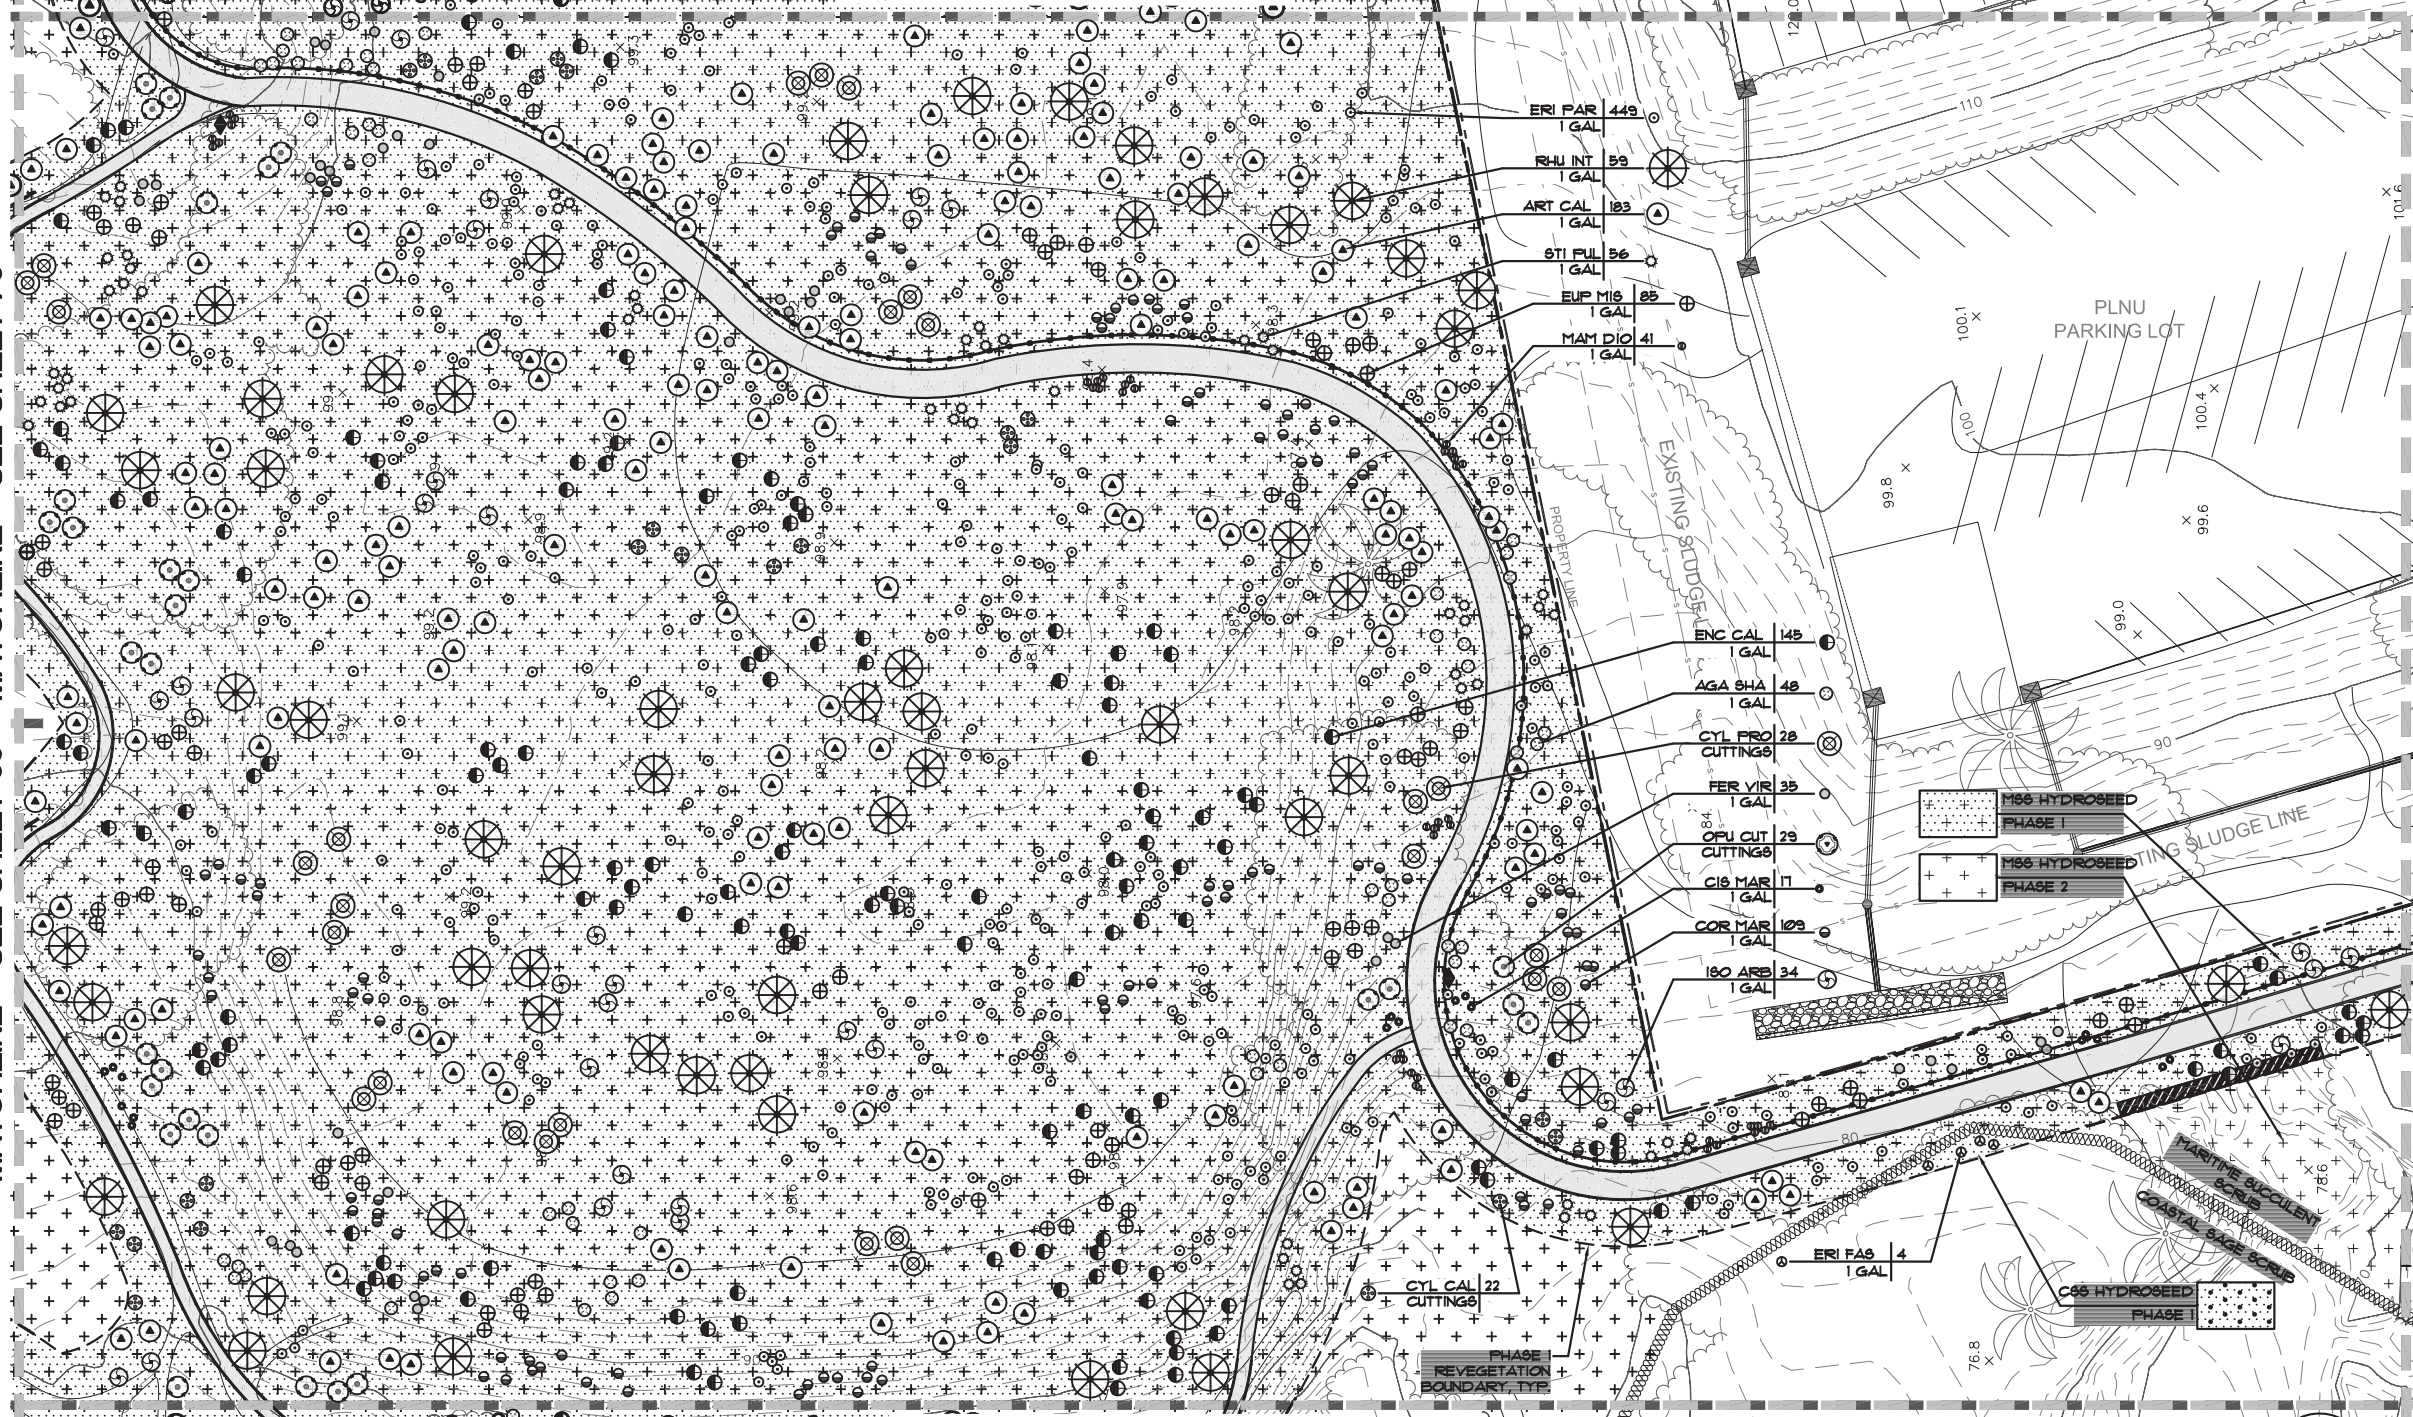 110
120.0
ERI PAR 449
1 GAL
RHU INT 59
1 GAL
ART CAL 183
1 GAL
STI PUL 56
1 GAL
EUP MIS 85
1 GAL
MAM DIO 41
1 GAL
101.6
PLNU
PARKING LOT
100.1
100.4
100
99.8
99.6
99.0
EXISTING SLUDGE L
PROPERTY LINE
ENC CAL 145
1 GAL
AGA SHA 48
1 GAL
CYL PRO 28
CUTTINGS
FER VIR 35
1 GAL
OPU CUT 29
CUTTINGS
CIS MAR 17
1 GAL
COR MAR 109
1 GAL
ISO ARB 34
1 GAL
90
MSS HYDROSEED
PHASE 1
MSS HYDROSEED
PHASE 2
TING SLUDGE LINE
80
MARITIME SUCCULENT
SCRUB
COASTAL SAGE SCRUB
78.6
ERI FAS 4
1 GAL
CYL CAL 22
CUTTINGS
CSS HYDROSEED
PHASE 1
76.8
PHASE 1
REVEGETATION
BOUNDARY, TYP.